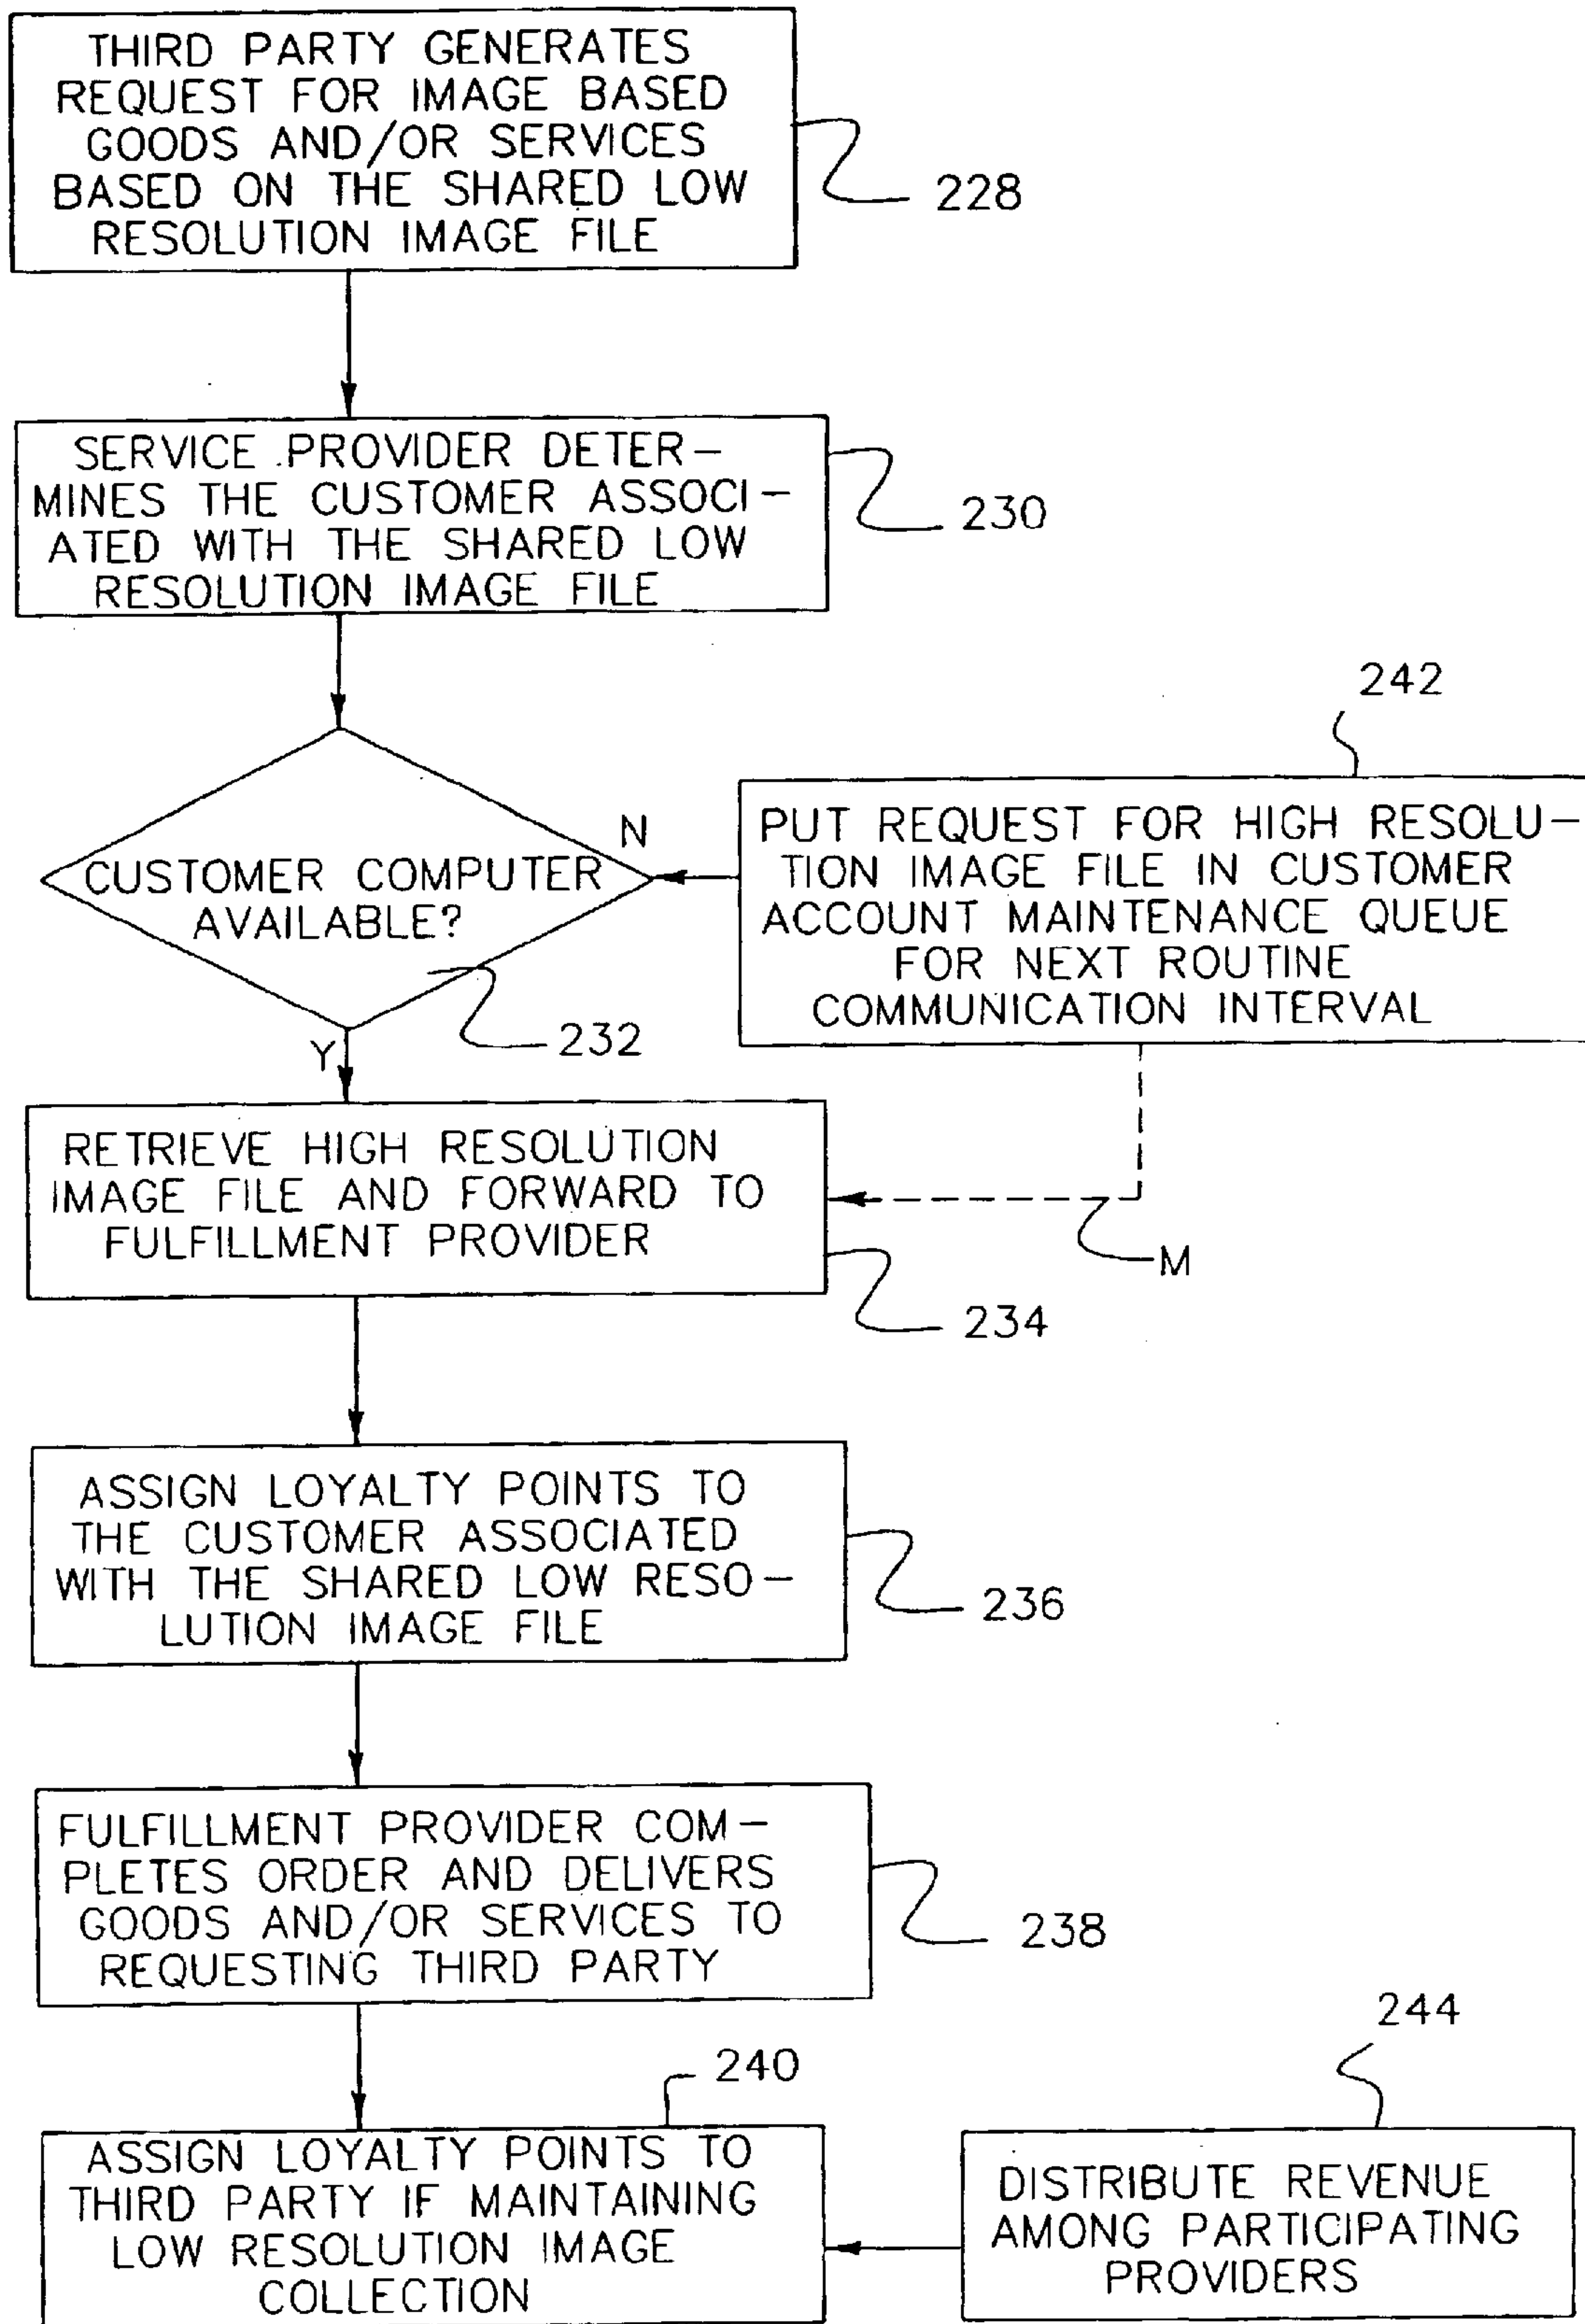 THIRD PARTY GENERATES
REQUEST FOR IMAGE BASED
GOODS AND/OR SERVICES
BASED ON THE SHARED LOW
RESOLUTION IMAGE FILE
228
SERVICE PROVIDER DETER-
MINES THE CUSTOMER ASSOCI-
ATED WITH THE SHARED LOW
RESOLUTION IMAGE FILE
230
CUSTOMER COMPUTER
AVAILABLE?
N
Y
232
242
PUT REQUEST FOR HIGH RESOLU-
TION IMAGE FILE IN CUSTOMER
ACCOUNT MAINTENANCE QUEUE
FOR NEXT ROUTINE
COMMUNICATION INTERVAL
M
RETRIEVE HIGH RESOLUTION
IMAGE FILE AND FORWARD TO
FULFILLMENT PROVIDER
234
ASSIGN LOYALTY POINTS TO
THE CUSTOMER ASSOCIATED
WITH THE SHARED LOW RESO-
LUTION IMAGE FILE
236
FULFILLMENT PROVIDER COM-
PLETES ORDER AND DELIVERS
GOODS AND/OR SERVICES TO
REQUESTING THIRD PARTY
238
240
ASSIGN LOYALTY POINTS TO
THIRD PARTY IF MAINTAINING
LOW RESOLUTION IMAGE
COLLECTION
244
DISTRIBUTE REVENUE
AMONG PARTICIPATING
PROVIDERS